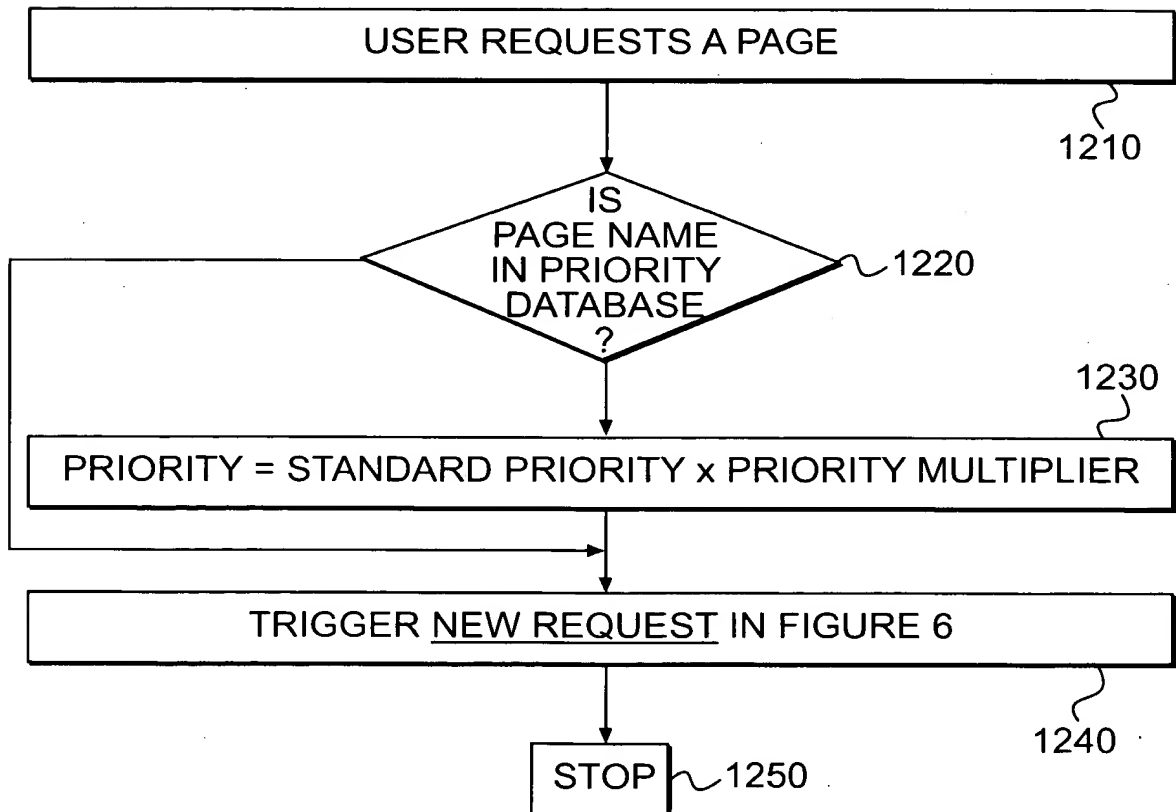 USER REQUESTS A PAGE
1210
IS
PAGE NAME
IN PRIORITY
DATABASE
?
1220
1230
PRIORITY = STANDARD PRIORITY x PRIORITY MULTIPLIER
TRIGGER NEW REQUEST IN FIGURE 6
1240
STOP
1250